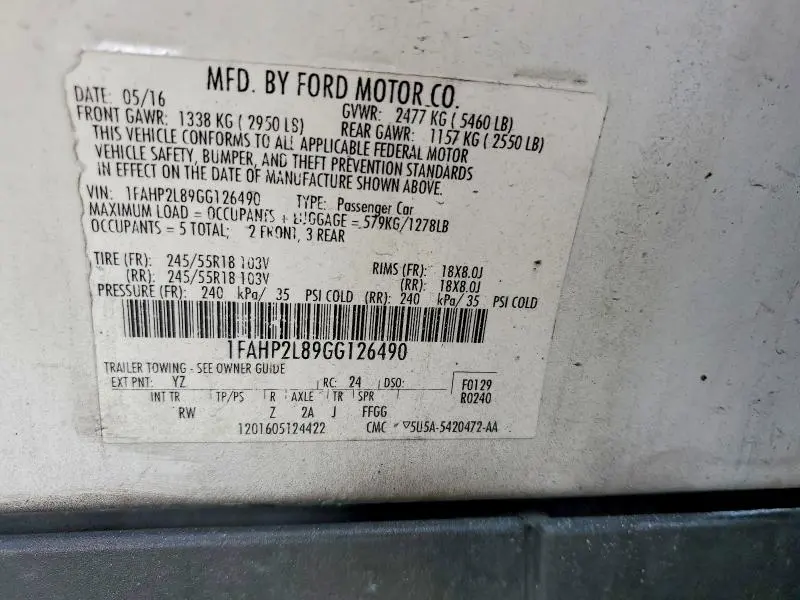 MFD. BY FORD MOTOR CO.
DATE: 05/16 GVWR: 2477 KG ( 5460 LB)
FRONT GAWR: 1338 KG ( 2950 LB) REAR GAWR: 1157 KG ( 2550 LB)
THIS VEHICLE CONFORMS TO ALL APPLICABLE FEDERAL MOTOR
VEHICLE SAFETY, BUMPER, AND THEFT PREVENTION STANDARDS
IN EFFECT ON THE DATE OF MANUFACTURE SHOWN ABOVE.
VIN: 1FAHP2L89GG126490 TYPE: Passenger Car
MAXIMUM LOAD = OCCUPANTS + LUGGAGE = 579KG/1278LB
OCCUPANTS = 5 TOTAL; 2 FRONT, 3 REAR
TIRE (FR): 245/55R18 103V RIMS (FR): 18X8.0J
(RR): 245/55R18 103V (RR): 18X8.0J
PRESSURE (FR): 240 kPa/ 35 PSI COLD (RR): 240 kPa/ 35 PSI COLD
1FAHP2L89GG126490
TRAILER TOWING - SEE OWNER GUIDE
EXT PNT: YZ RC: 24 DSO: F0129
INT TR TP/PS R AXLE TR SPR R0240
RW Z 2A J FFGG
1201605124422 CMC 5U5A-5420472-AA